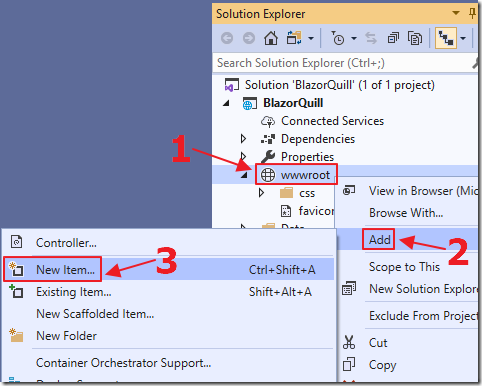 Solution Explorer
Search Solution Explorer (Ctrl+;)
Solution 'BlazorQuill' (1 of 1 project)
BlazorQuill
Connected Services
Dependencies
Properties
1
wwwroot
css
favicon
View in Browser (Mic
Browse With...
Add
2
Scope to This
New Solution Explore
Exclude From Project
Cut
Copy
Controller...
New Item... Ctrl+Shift+A
3
Existing Item... Shift+Alt+A
New Scaffolded Item...
New Folder
Container Orchestrator Support...